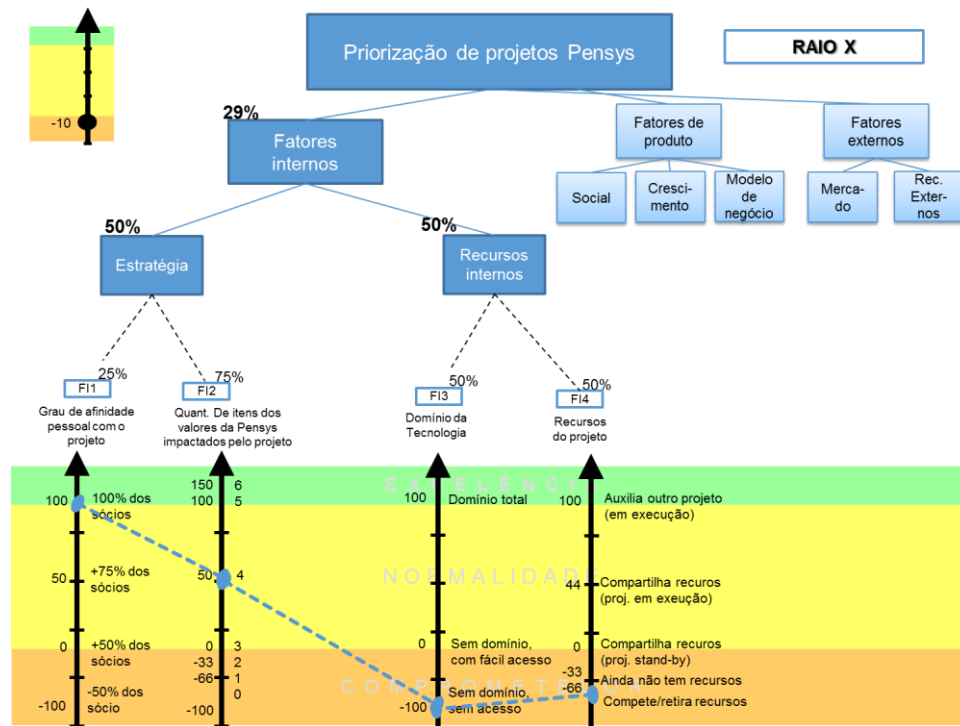 Priorização de projetos Pensys
RAIO X
-10
29%
Fatores
internos
Fatores de
produto
Fatores
externos
Social
Cresci-
mento
Modelo
de
negócio
Merca-
do
Rec.
Exter-
nos
50%
Estratégia
50%
Recursos
internos
25%
FI1
Grau de afinidade
pessoal com o
projeto
75%
FI2
Quant. De itens dos
valores da Pensys
impactados pelo projeto
50%
FI3
Domínio da
Tecnologia
50%
FI4
Recursos
do projeto
EXCELÊNCI
NORMALIDADE
COMPROMETEDOR
100
50
0
-100
100% dos
sócios
+75% dos
sócios
+50% dos
sócios
-50% dos
sócio
150 6
100 5
50 4
0 3
-33 2
-66 1
0
-100
100
0
-100
Domínio total
Sem domínio,
com fácil acesso
Sem domínio,
sem acesso
100
44
0
-33
-66
Auxilia outro projeto
(em execução)
Compartilha recuros
(proj. em exeução)
Compartilha recuros
(proj. stand-by)
Ainda não tem recursos
Compete/retira recursos